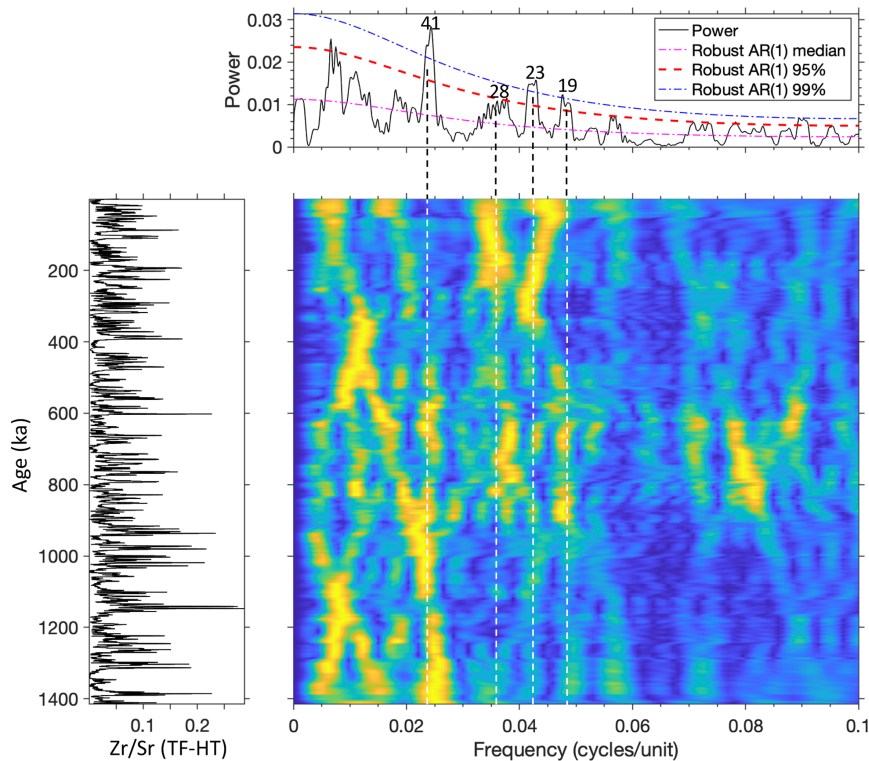 0.03
0.02
0.01
0
Power
41
28
23
19
Power
Robust AR(1) median
Robust AR(1) 95%
Robust AR(1) 99%
200
400
600
800
1000
1200
1400
Age (ka)
0.1
0.2
Zr/Sr (TF-HT)
0
0.02
0.04
0.06
0.08
0.1
Frequency (cycles/unit)